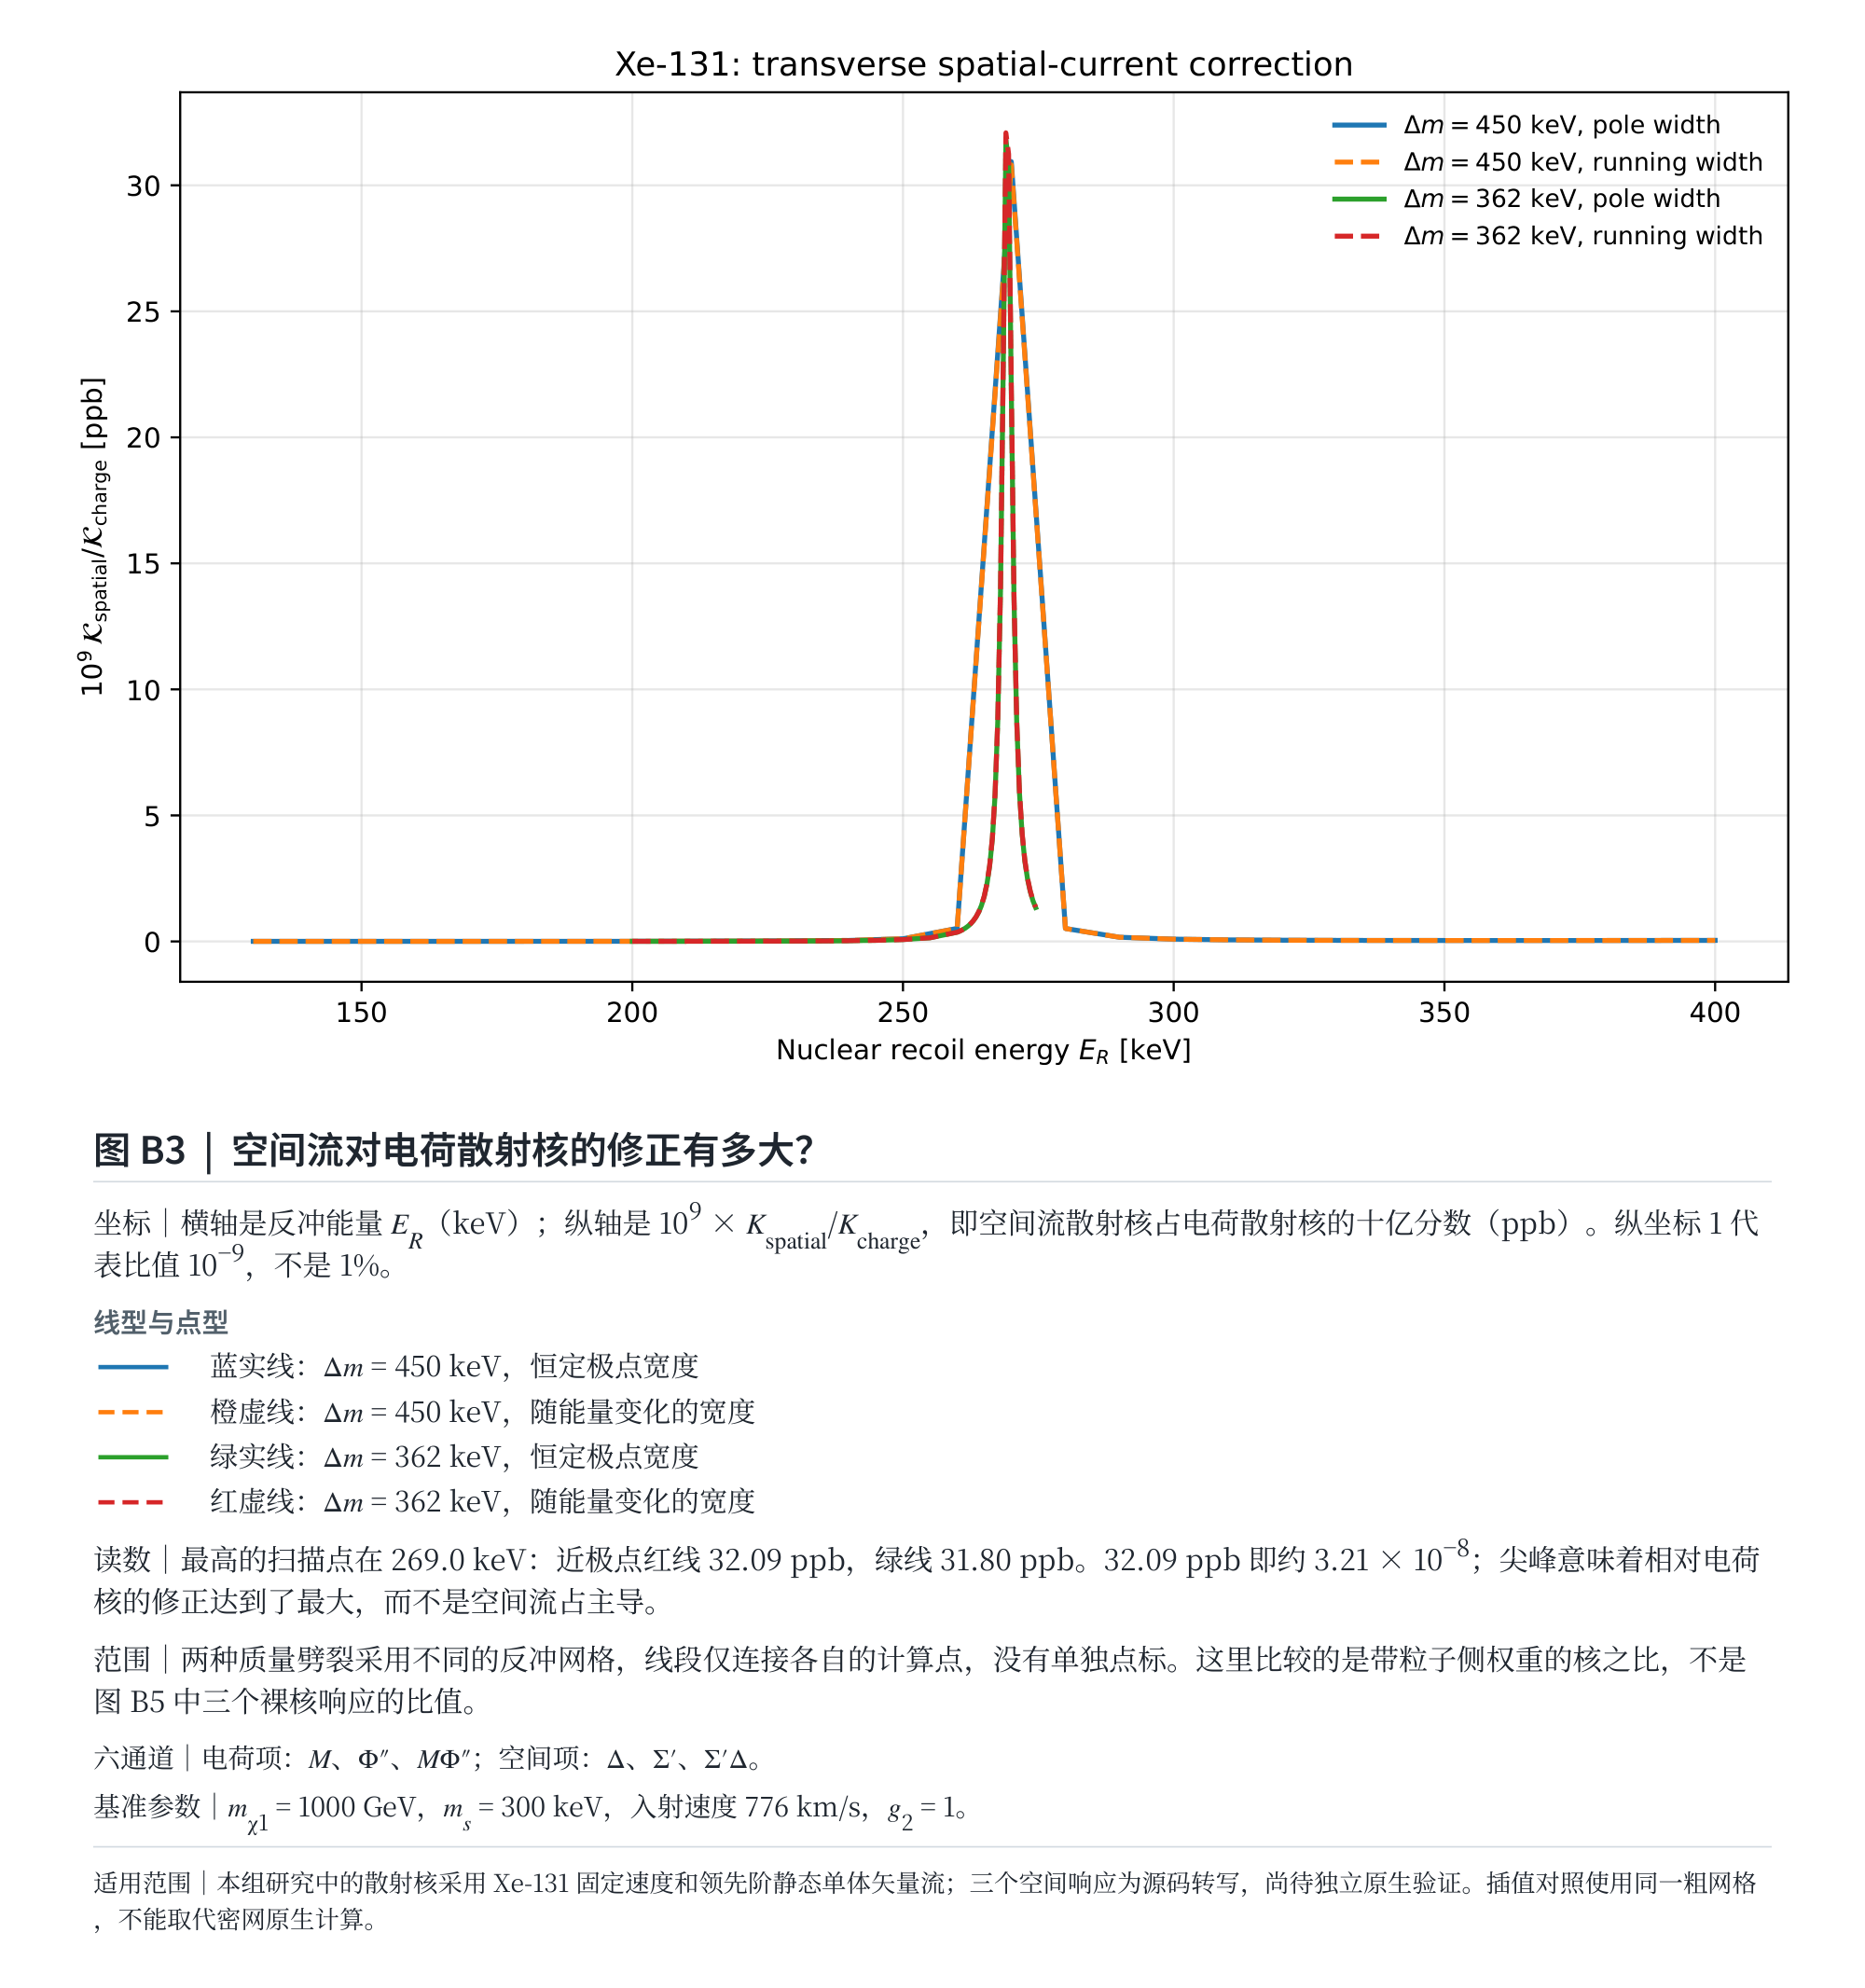 Xe-131: transverse spatial-current correction
Δm = 450 keV, pole width
Δm = 450 keV, running width
Δm = 362 keV, pole width
Δm = 362 keV, running width
30
25
20
15
10
5
0
10⁹ 𝒦spatial/𝒦charge [ppb]
150 200 250 300 350 400
Nuclear recoil energy E_R [keV]
图 B3｜空间流对电荷散射核的修正有多大？
坐标｜横轴是反冲能量 E_R（keV）；纵轴是 10⁹ × K_spatial/K_charge，即空间流散射核占电荷散射核的十亿分数（ppb）。纵坐标 1 代
表比值 10⁻⁹，不是 1%。
线型与点型
蓝实线：Δm = 450 keV，恒定极点宽度
橙虚线：Δm = 450 keV，随能量变化的宽度
绿实线：Δm = 362 keV，恒定极点宽度
红虚线：Δm = 362 keV，随能量变化的宽度
读数｜最高的扫描点在 269.0 keV：近极点红线 32.09 ppb，绿线 31.80 ppb。32.09 ppb 即约 3.21 × 10⁻⁸；尖峰意味着相对电荷
核的修正达到了最大，而不是空间流占主导。
范围｜两种质量劈裂采用不同的反冲网格，线段仅连接各自的计算点，没有单独点标。这里比较的是带粒子侧权重的核之比，不是
图 B5 中三个裸核响应的比值。
六通道｜电荷项：M、Φ″、MΦ″；空间项：Δ、Σ′、Σ′Δ。
基准参数｜m_χ1 = 1000 GeV，m_s = 300 keV，入射速度 776 km/s，g₂ = 1。
适用范围｜本组研究中的散射核采用 Xe-131 固定速度和领先阶静态单体矢量流；三个空间响应为源码转写，尚待独立原生验证。插值对照使用同一粗网格
，不能取代密网原生计算。